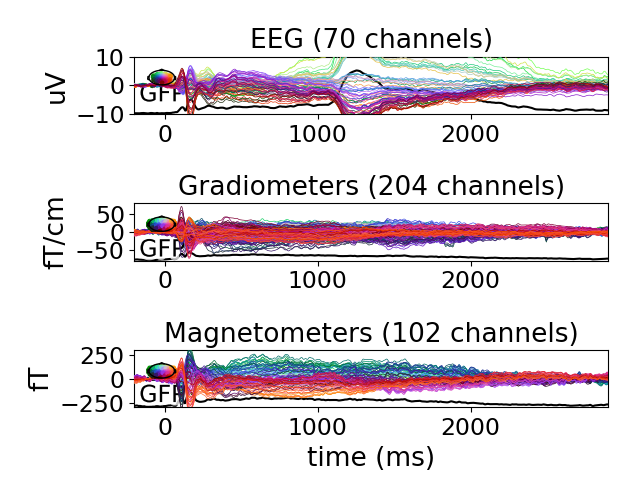 EEG (70 channels)
10
0
−10
uV
GFP
0
1000
2000
Gradiometers (204 channels)
50
0
−50
fT/cm
GFP
0
1000
2000
Magnetometers (102 channels)
250
0
−250
fT
GFP
0
1000
2000
time (ms)